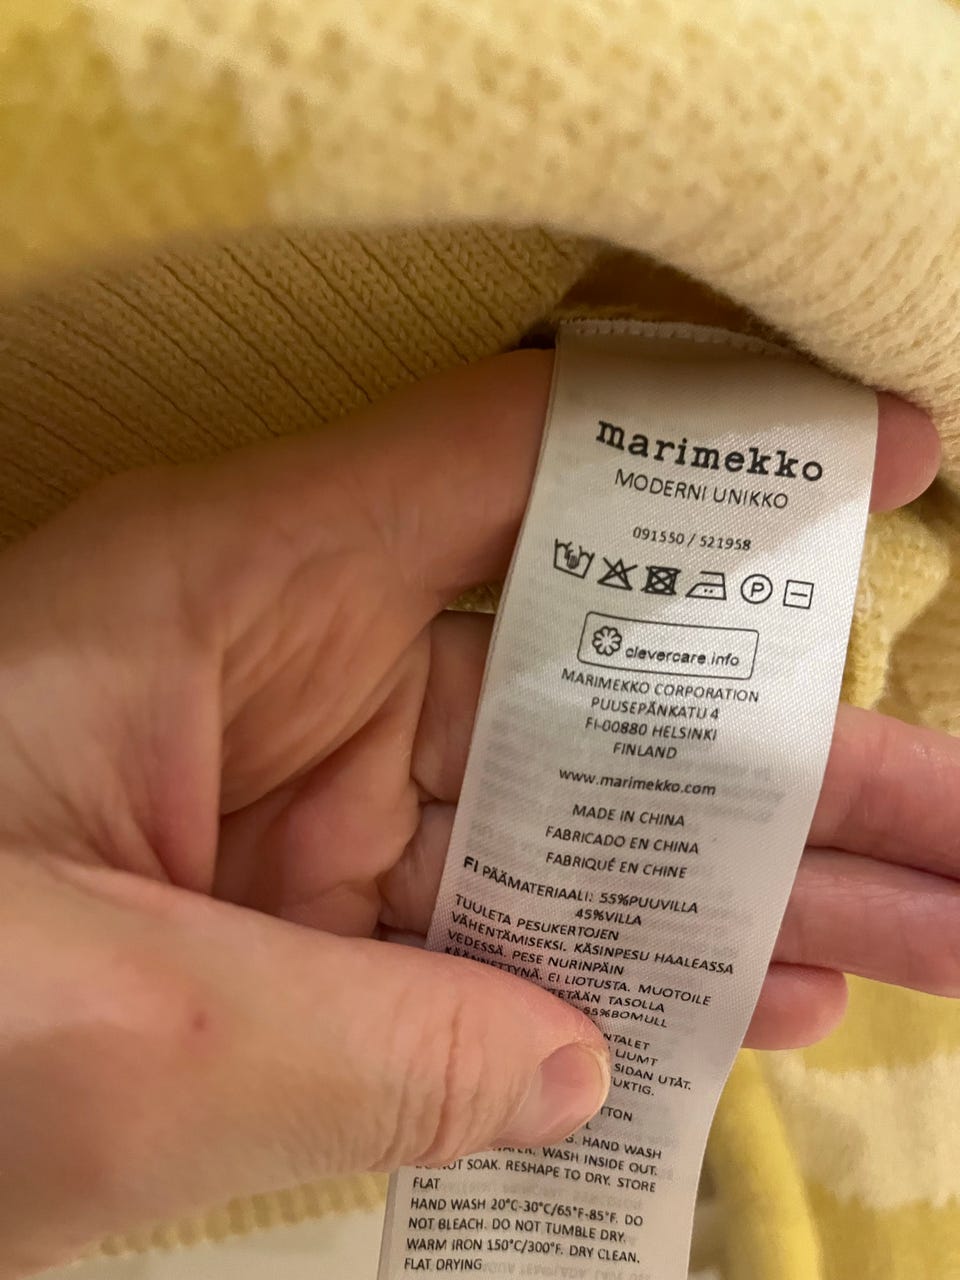 marimekko
MODERNI UNIKKO
091550 / 521958
P
clevercare.info
MARIMEKKO CORPORATION
PUUSEPÄNKATU 4
FI-00880 HELSINKI
FINLAND
www.marimekko.com
MADE IN CHINA
FABRICADO EN CHINA
FABRIQUÉ EN CHINE
FI PÄÄMATERIAALI: 55%PUUVILLA
45%VILLA
TUULETA PESUKERTOJEN
VÄHENTÄMISEKSI. KÄSINPESU HAALEASSA
VEDESSÄ. PESE NURINPÄIN
KÄÄNNETTYNÄ. EI LIOTUSTA. MUOTOILE
TASOLLA
55%BOMULL
SIDAN UTÅT.
HAND WASH
WASH INSIDE OUT.
DO NOT SOAK. RESHAPE TO DRY. STORE
FLAT
HAND WASH 20°C-30°C/65°F-85°F. DO
NOT BLEACH. DO NOT TUMBLE DRY.
WARM IRON 150°C/300°F. DRY CLEAN.
FLAT DRYING